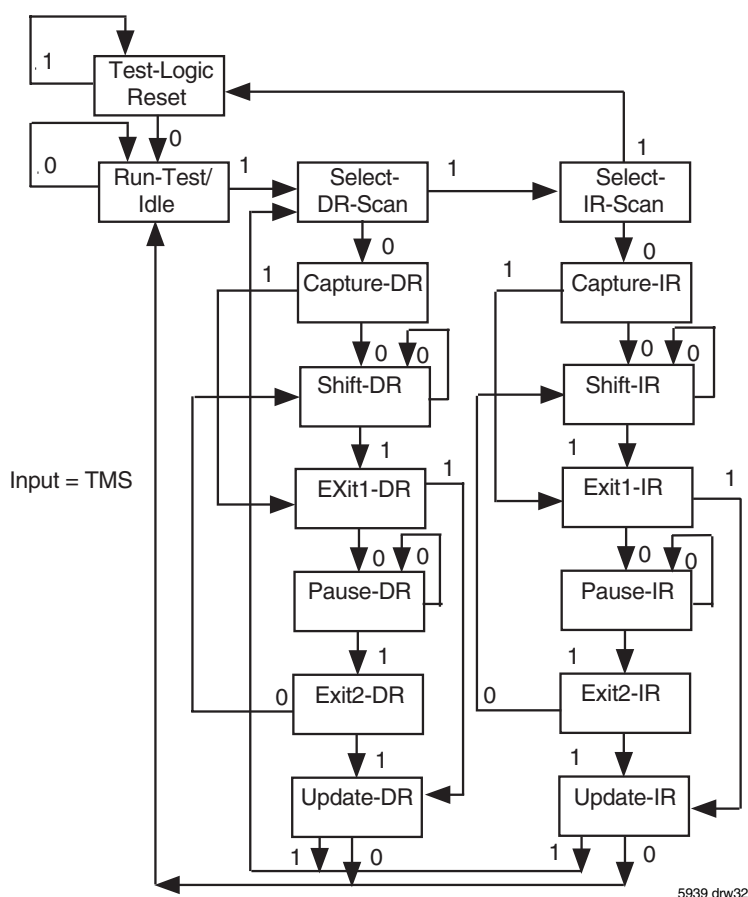 .1
Test-Logic
Reset
0
1
.0
Run-Test/
Idle
1
Select-
DR-Scan
1
Select-
IR-Scan
0
0
1
Capture-DR
1
Capture-IR
0
0
0
0
Shift-DR
Shift-IR
1
1
Input = TMS
EXit1-DR
1
Exit1-IR
1
0
0
0
0
Pause-DR
Pause-IR
1
1
0
Exit2-DR
0
Exit2-IR
1
1
Update-DR
Update-IR
1
0
1
0
5939 drw32